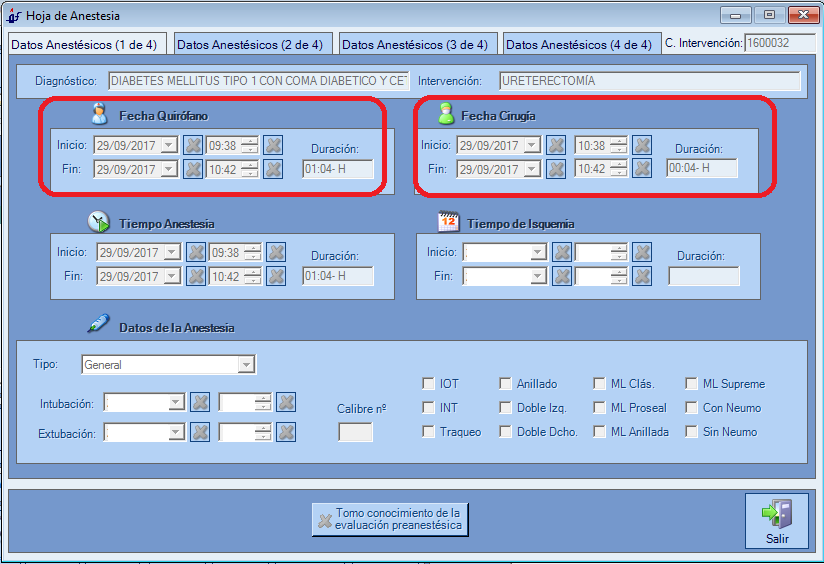 Hoja de Anestesia
Datos Anestésicos (1 de 4) Datos Anestésicos (2 de 4) Datos Anestésicos (3 de 4) Datos Anestésicos (4 de 4) C. Intervención: 1600032
Diagnóstico: DIABETES MELLITUS TIPO 1 CON COMA DIABETICO Y CE Intervención: URETERECTOMÍA
Fecha Quirófano Fecha Cirugía
Inicio: 29/09/2017 09:38 Duración: Inicio: 29/09/2017 10:38 Duración:
Fin: 29/09/2017 10:42 01:04- H Fin: 29/09/2017 10:42 00:04- H
Tiempo Anestesia Tiempo de Isquemia
Inicio: 29/09/2017 09:38 Duración: Inicio: : Duración:
Fin: 29/09/2017 10:42 01:04- H Fin: :
Datos de la Anestesia
Tipo: General
IOT Anillado ML Clás. ML Supreme
Intubación: : Calibre nº INT Doble Izq. ML Proseal Con Neumo
Extubación: : Traqueo Doble Dcho. ML Anillada Sin Neumo
Tomo conocimiento de la
evaluación preanestésica
Salir